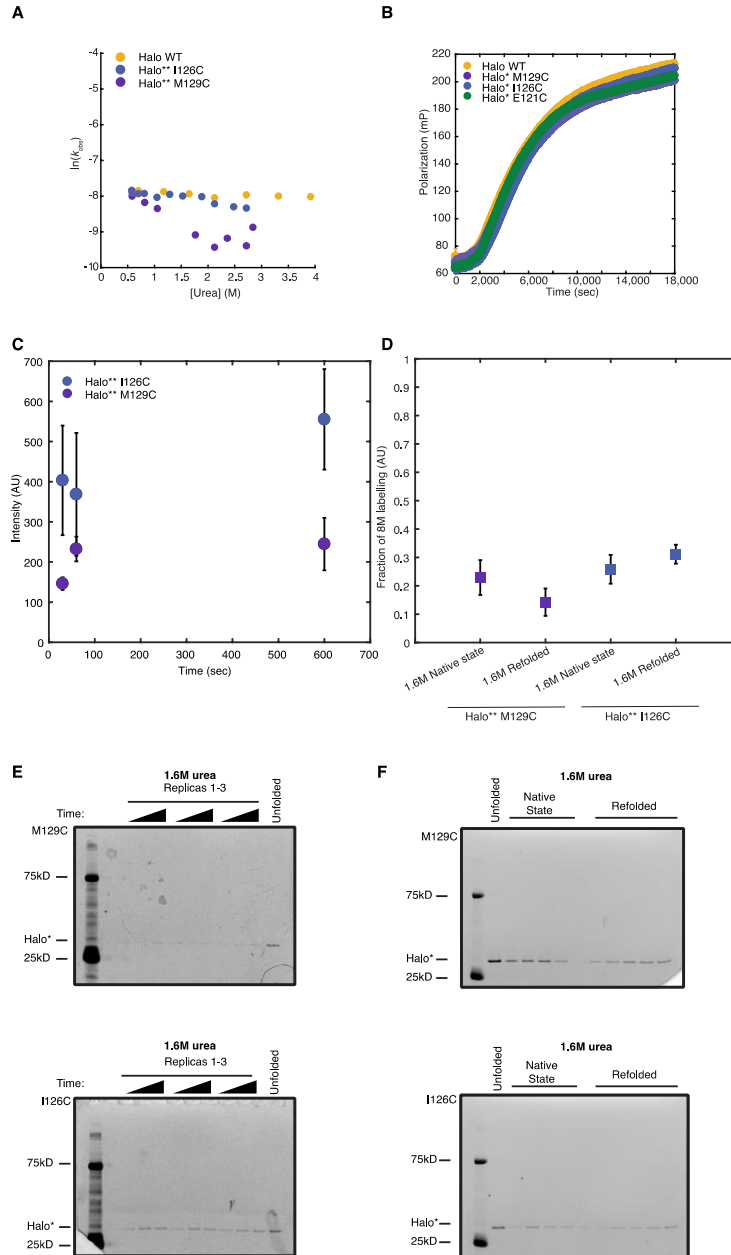 A
Halo WT
Halo** I126C
Halo** M129C
ln(kobs)
-4
-5
-6
-7
-8
-9
-10
0 0.5 1 1.5 2 2.5 3 3.5 4
[Urea] (M)
B
Halo WT
Halo* M129C
Halo* I126C
Halo* E121C
Polarization (mP)
220
200
180
160
140
120
100
80
60
0 2,000 6,000 10,000 14,000 18,000
Time (sec)
C
Halo** I126C
Halo** M129C
Intensity (AU)
700
600
500
400
300
200
100
0
0 100 200 300 400 500 600 700
Time (sec)
D
Fraction of 8M labelling (AU)
1
0.9
0.8
0.7
0.6
0.5
0.4
0.3
0.2
0.1
0
1.6M Native state
1.6M Refolded
1.6M Native state
1.6M Refolded
Halo** M129C
Halo** I126C
E
1.6M urea
Replicas 1-3
Unfolded
Time:
M129C
75kD
Halo*
25kD
1.6M urea
Replicas 1-3
Unfolded
Time:
I126C
75kD
Halo*
25kD
F
1.6M urea
Unfolded
Native
State
Refolded
M129C
75kD
Halo*
25kD
1.6M urea
Unfolded
Native
State
Refolded
I126C
75kD
Halo*
25kD